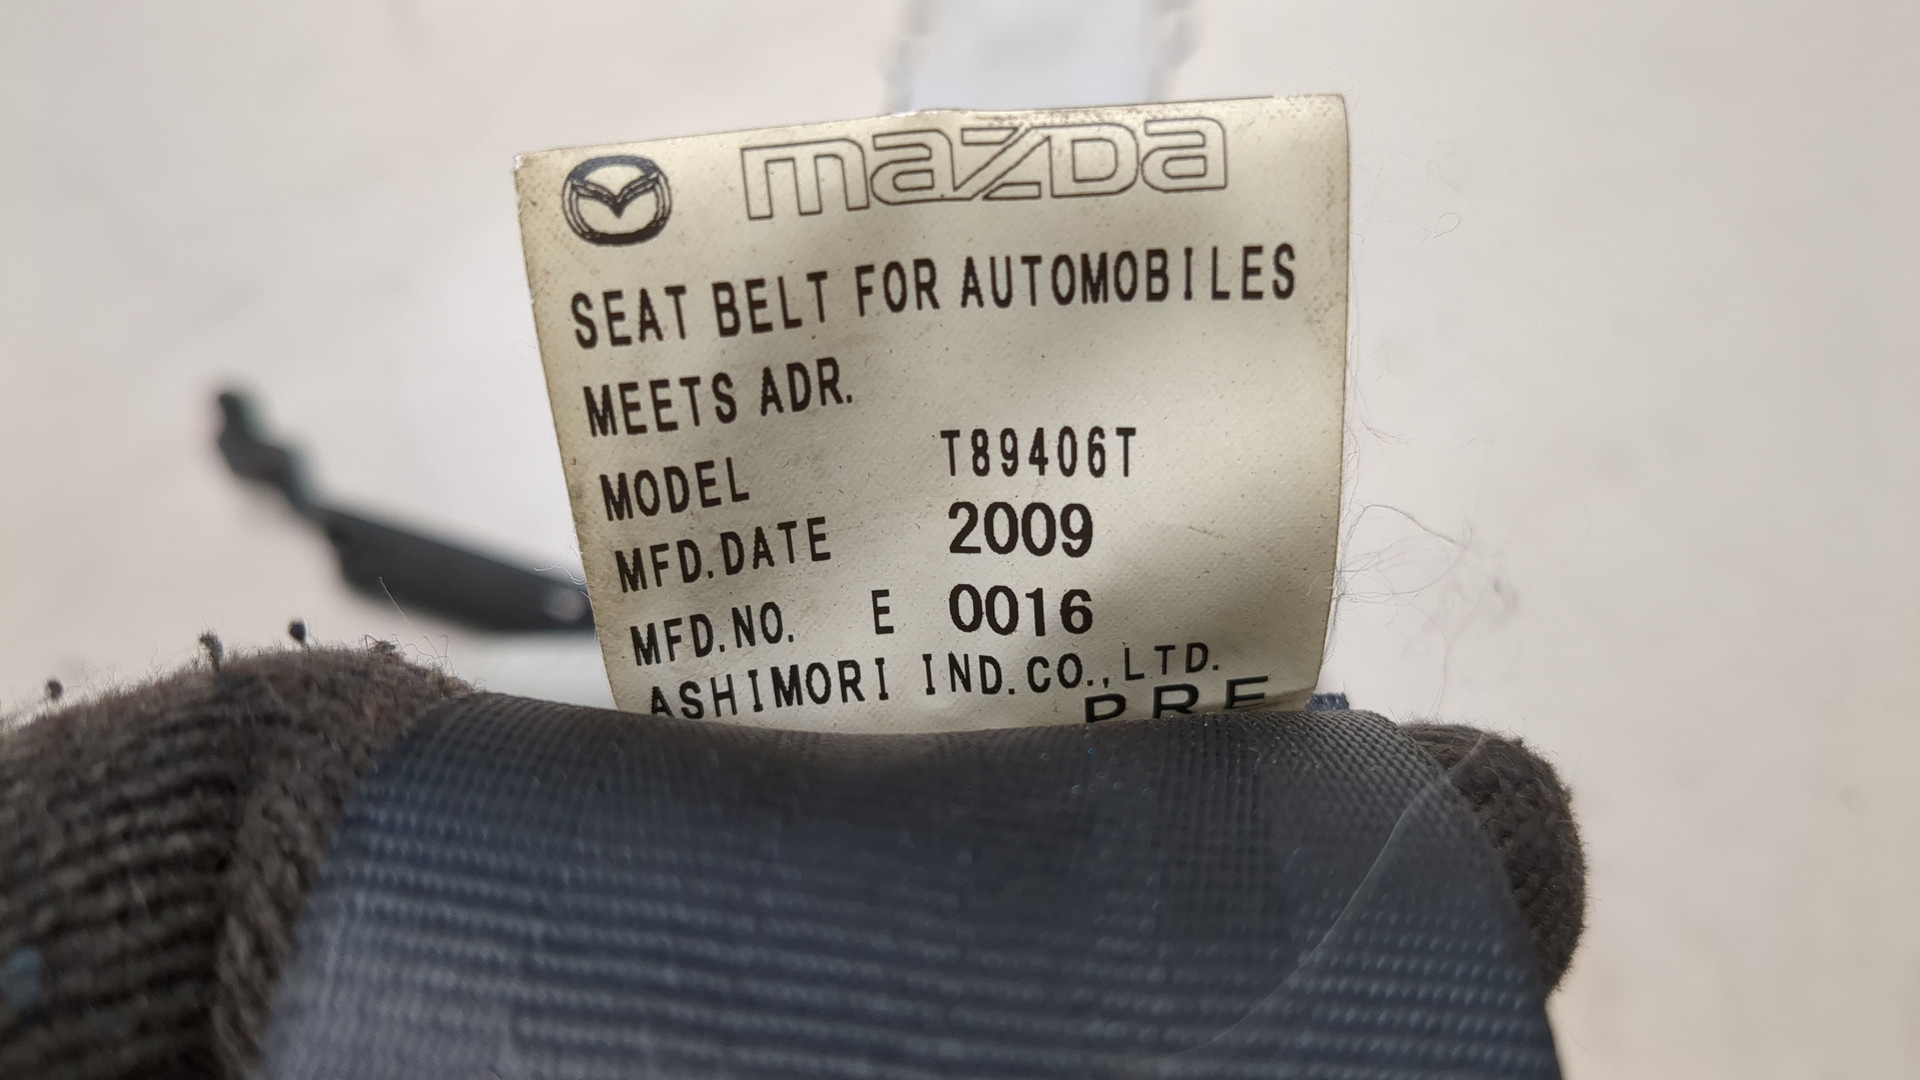 mazda
SEAT BELT FOR AUTOMOBILES
MEETS ADR.
MODEL T89406T
MFD.DATE 2009
MFD.NO. E 0016
ASHIMORI IND.CO.,LTD.
PRE